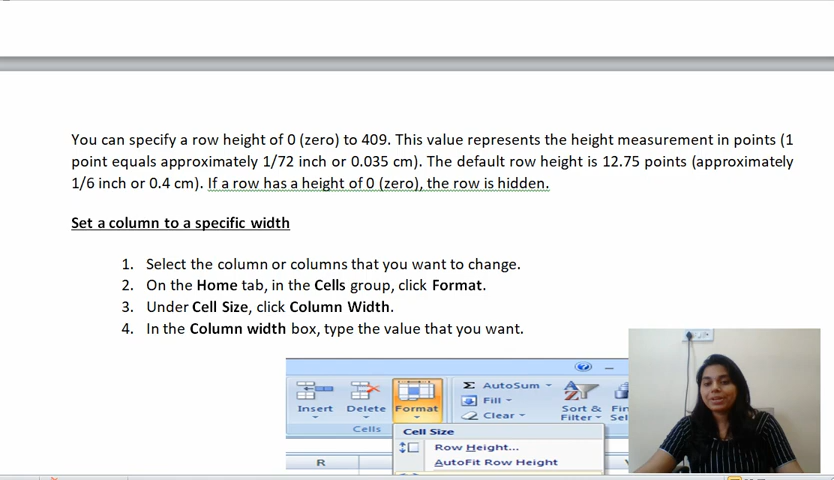 You can specify a row height of 0 (zero) to 409. This value represents the height measurement in points (1
point equals approximately 1/72 inch or 0.035 cm). The default row height is 12.75 points (approximately
1/6 inch or 0.4 cm). If a row has a height of 0 (zero), the row is hidden.
Set a column to a specific width
1. Select the column or columns that you want to change.
2. On the Home tab, in the Cells group, click Format.
3. Under Cell Size, click Column Width.
4. In the Column width box, type the value that you want.
Insert Delete Format
Σ AutoSum
Fill
Clear
Sort & Filter
Cells
Cell Size
Row Height...
AutoFit Row Height
R